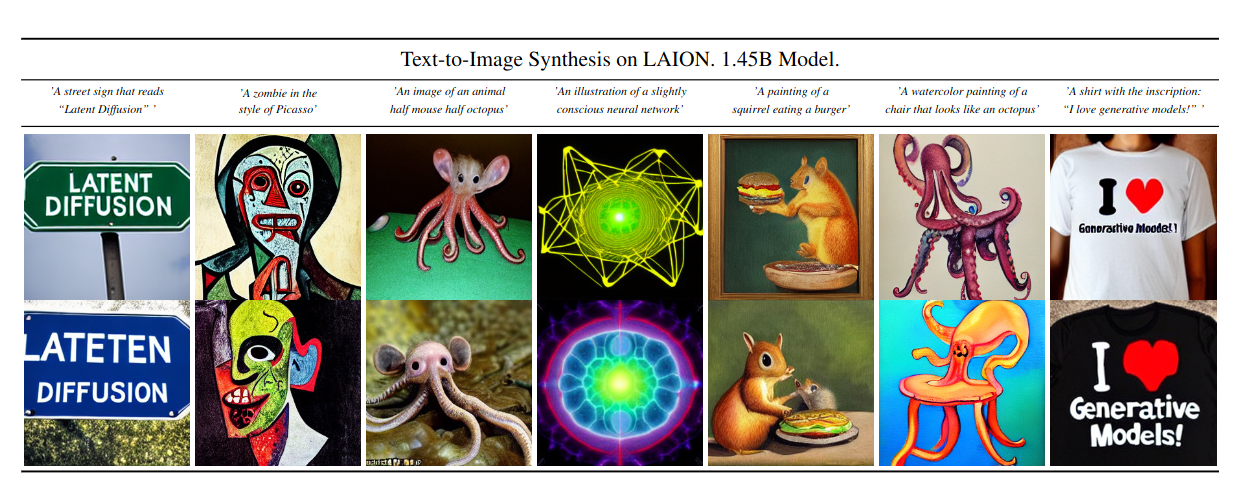 Text-to-Image Synthesis on LAION. 1.45B Model.
'A street sign that reads
“Latent Diffusion” '
'A zombie in the
style of Picasso'
'An image of an animal
half mouse half octopus'
'An illustration of a slightly
conscious neural network'
'A painting of a
squirrel eating a burger'
'A watercolor painting of a
chair that looks like an octopus'
'A shirt with the inscription:
“I love generative models!” '
LATENT
DIFFUSION
I
Generative Moodel!
LATETEN
DIFFUSION
I
Generative
Models!